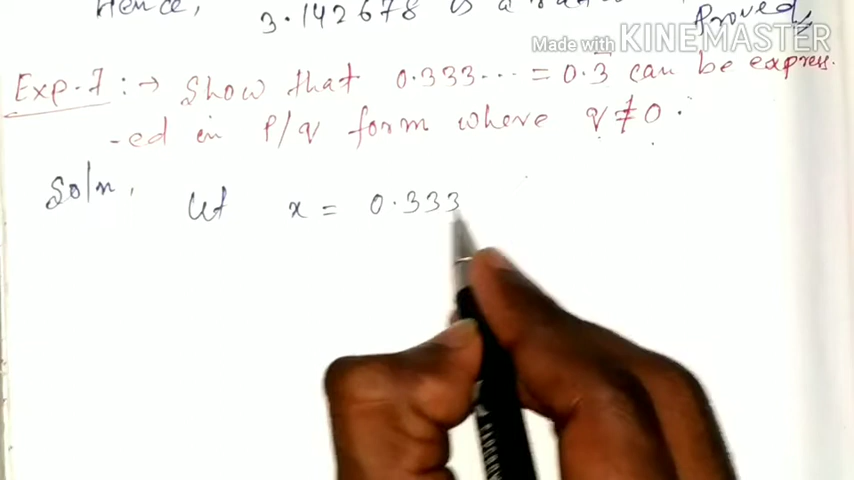 Hence, 3.142678 is a
Proved
Made with KINEMASTER
Exp-7 :→ Show that 0.333... = 0.3̅ can be express.
-ed in P/q form where q ≠ 0.
Soln, Let x = 0.333